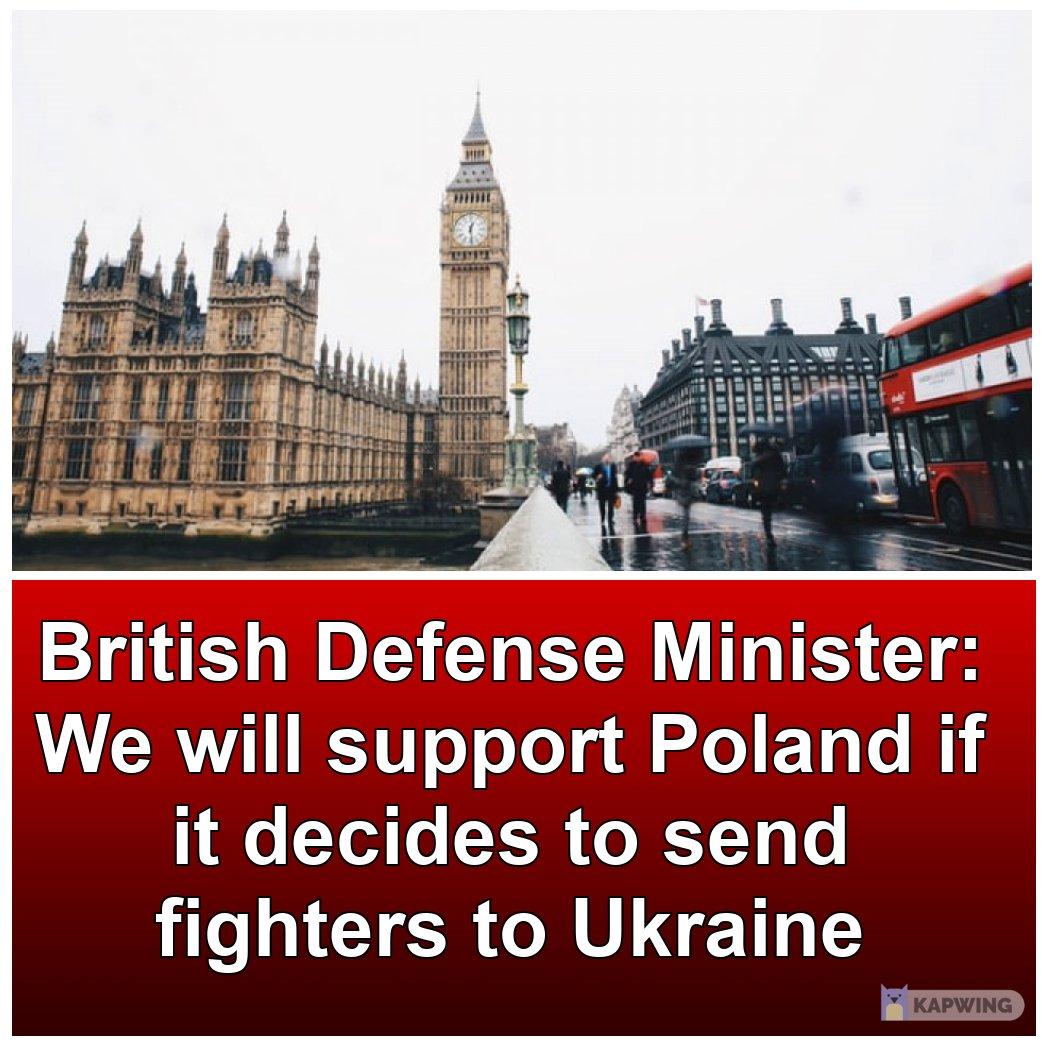 British Defense Minister:
We will support Poland if
it decides to send
fighters to Ukraine
KAPWING